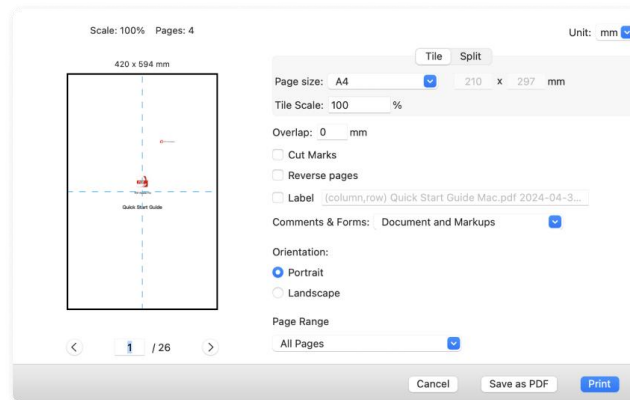 Scale: 100% Pages: 4
Unit: mm
420 x 594 mm
Quick Start Guide
1 / 26
Tile Split
Page size: A4 210 x 297 mm
Tile Scale: 100 %
Overlap: 0 mm
Cut Marks
Reverse pages
Label (column,row) Quick Start Guide Mac.pdf 2024-04-3...
Comments & Forms: Document and Markups
Orientation:
Portrait
Landscape
Page Range
All Pages
Cancel Save as PDF Print